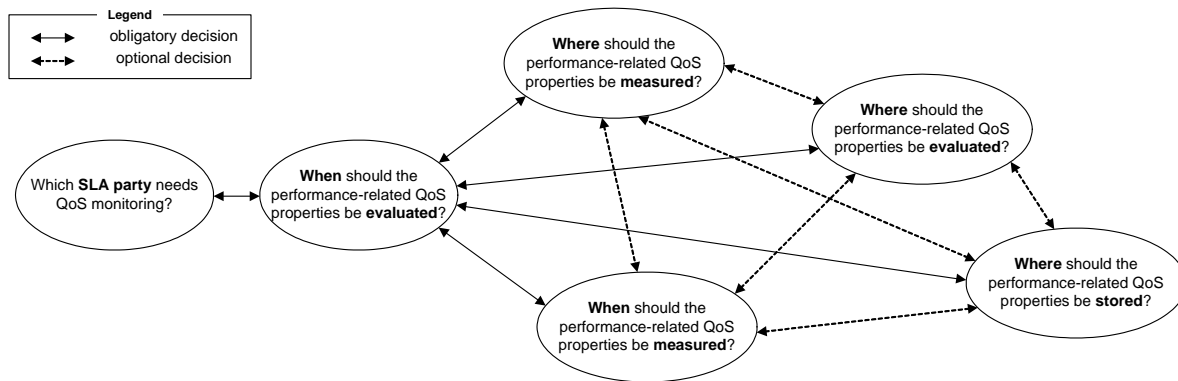 Legend
obligatory decision
optional decision
Which SLA party needs
QoS monitoring?
When should the
performance-related QoS
properties be evaluated?
Where should the
performance-related QoS
properties be measured?
Where should the
performance-related QoS
properties be evaluated?
When should the
performance-related QoS
properties be measured?
Where should the
performance-related QoS
properties be stored?